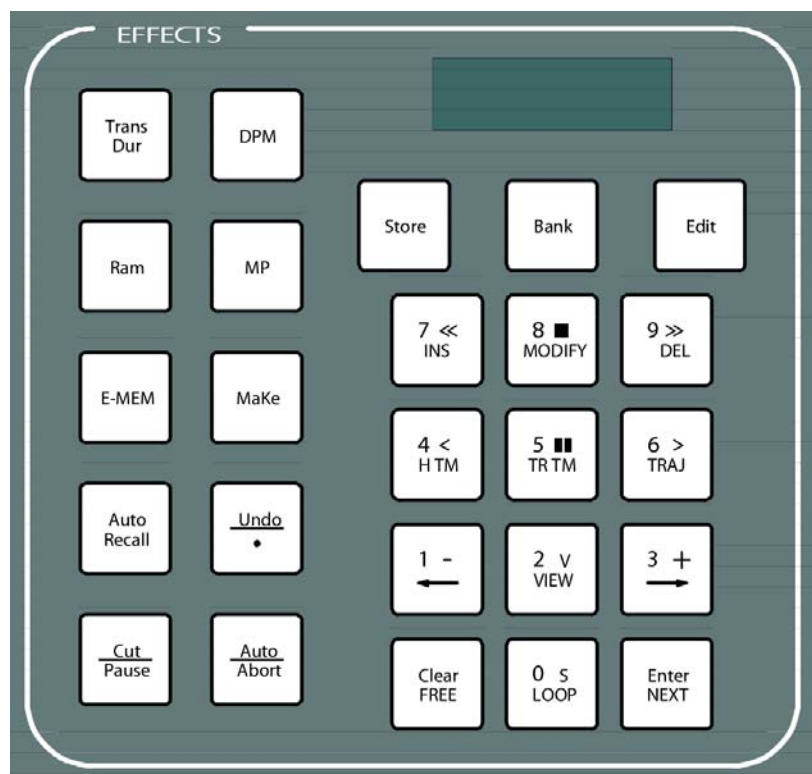 EFFECTS
Trans
Dur
DPM
Store
Bank
Edit
Ram
MP
7 «
INS
8 ■
MODIFY
9 »
DEL
E-MEM
MaKe
4 <
H TM
5 ▮▮
TR TM
6 >
TRAJ
Auto
Recall
Undo
•
1 -
←
2 V
VIEW
3 +
→
Cut
Pause
Auto
Abort
Clear
FREE
0 S
LOOP
Enter
NEXT